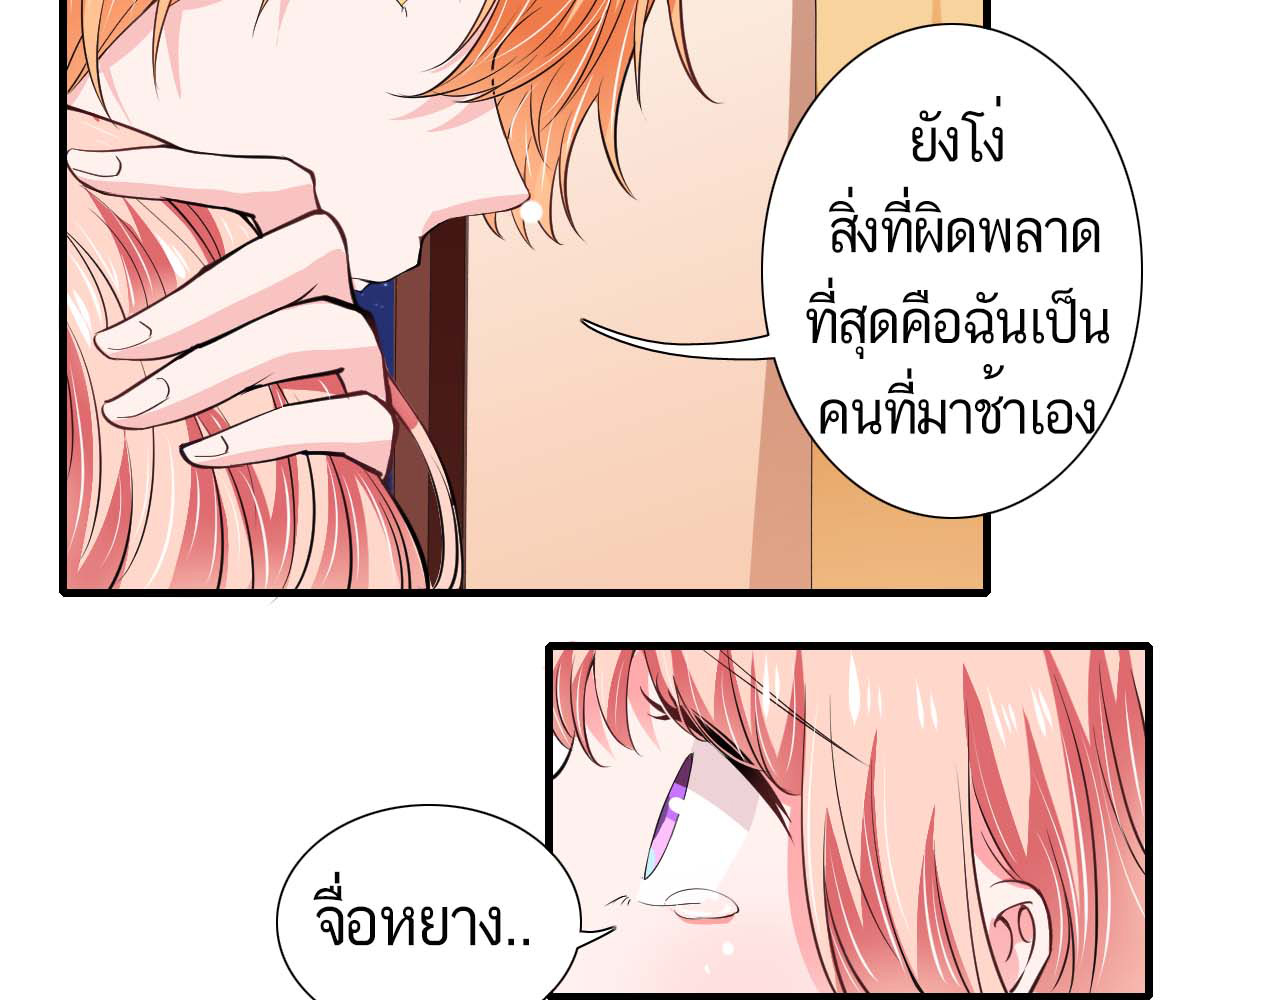 ยังโง่
สิ่งที่ผิดพลาด
ที่สุดคือฉันเป็น
คนที่มาช้าเอง
จื่อหยาง..